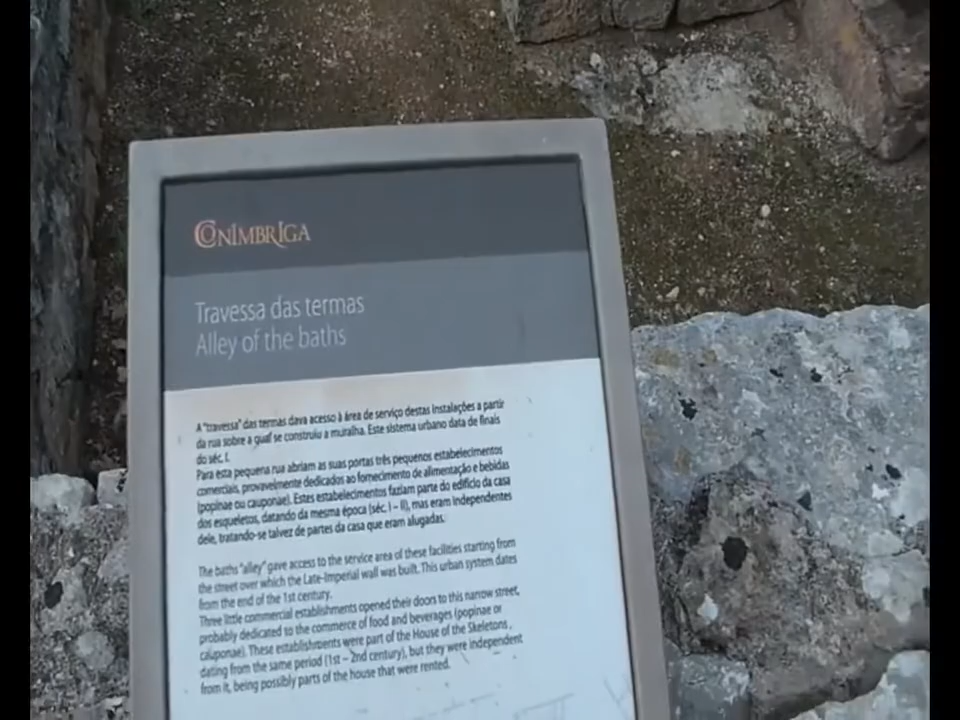 CONIMBRIGA
Travessa das termas
Alley of the baths
A "travessa" das termas dava acesso à área de serviço destas instalações a partir
da rua sobre a qual se construiu a muralha. Este sistema urbano data de finais
do séc. I.
Para esta pequena rua abriam as suas portas três pequenos estabelecimentos
comerciais, provavelmente dedicados ao fornecimento de alimentação e bebidas
(popinae ou cauponae). Estes estabelecimentos faziam parte do edifício da casa
dos esqueletos, datando da mesma época (séc. I – II), mas eram independentes
dele, tratando-se talvez de partes da casa que eram alugadas.
The baths "alley" gave access to the service area of these facilities starting from
the street over which the Late-Imperial wall was built. This urban system dates
from the end of the 1st century.
Three little commercial establishments opened their doors to this narrow street,
probably dedicated to the commerce of food and beverages (popinae or
cauponae). These establishments were part of the House of the Skeletons,
dating from the same period (1st – 2nd century), but they were independent
from it, being possibly parts of the house that were rented.